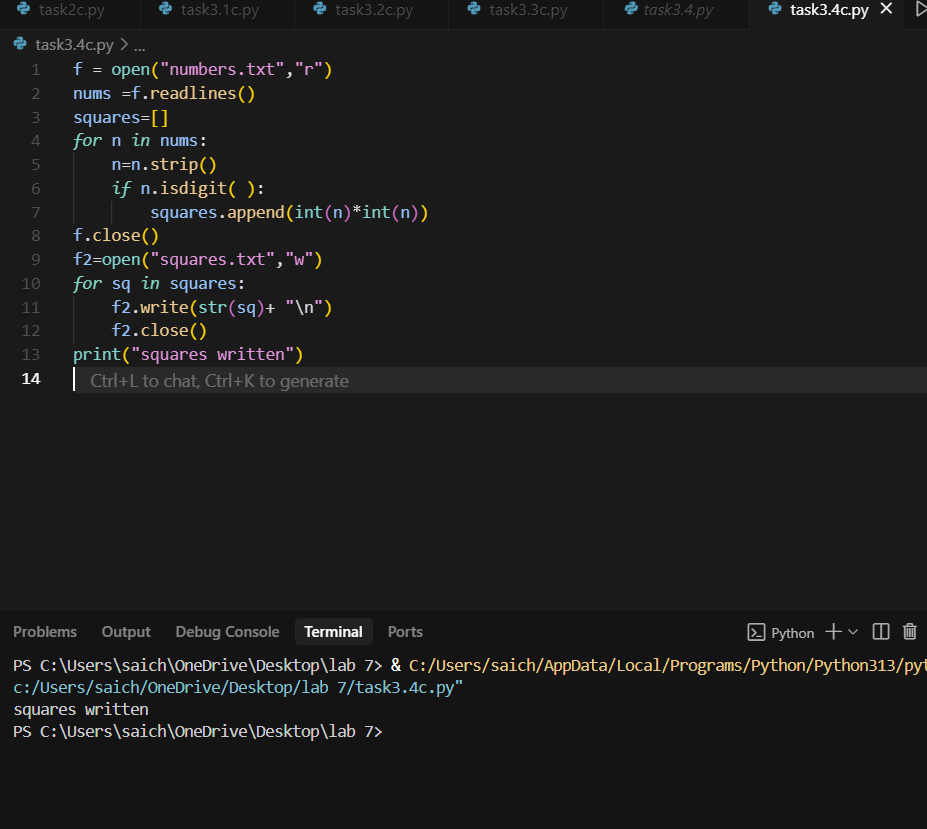 task2c.py task3.1c.py task3.2c.py task3.3c.py task3.4.py task3.4c.py
task3.4c.py > ...
1 f = open("numbers.txt","r")
2 nums =f.readlines()
3 squares=[]
4 for n in nums:
5 n=n.strip()
6 if n.isdigit( ):
7 squares.append(int(n)*int(n))
8 f.close()
9 f2=open("squares.txt","w")
10 for sq in squares:
11 f2.write(str(sq)+ "\n")
12 f2.close()
13 print("squares written")
14 Ctrl+L to chat, Ctrl+K to generate
Problems Output Debug Console Terminal Ports Python
PS C:\Users\saich\OneDrive\Desktop\lab 7> & C:/Users/saich/AppData/Local/Programs/Python/Python313/pyt
c:/Users/saich/OneDrive/Desktop/lab 7/task3.4c.py"
squares written
PS C:\Users\saich\OneDrive\Desktop\lab 7>